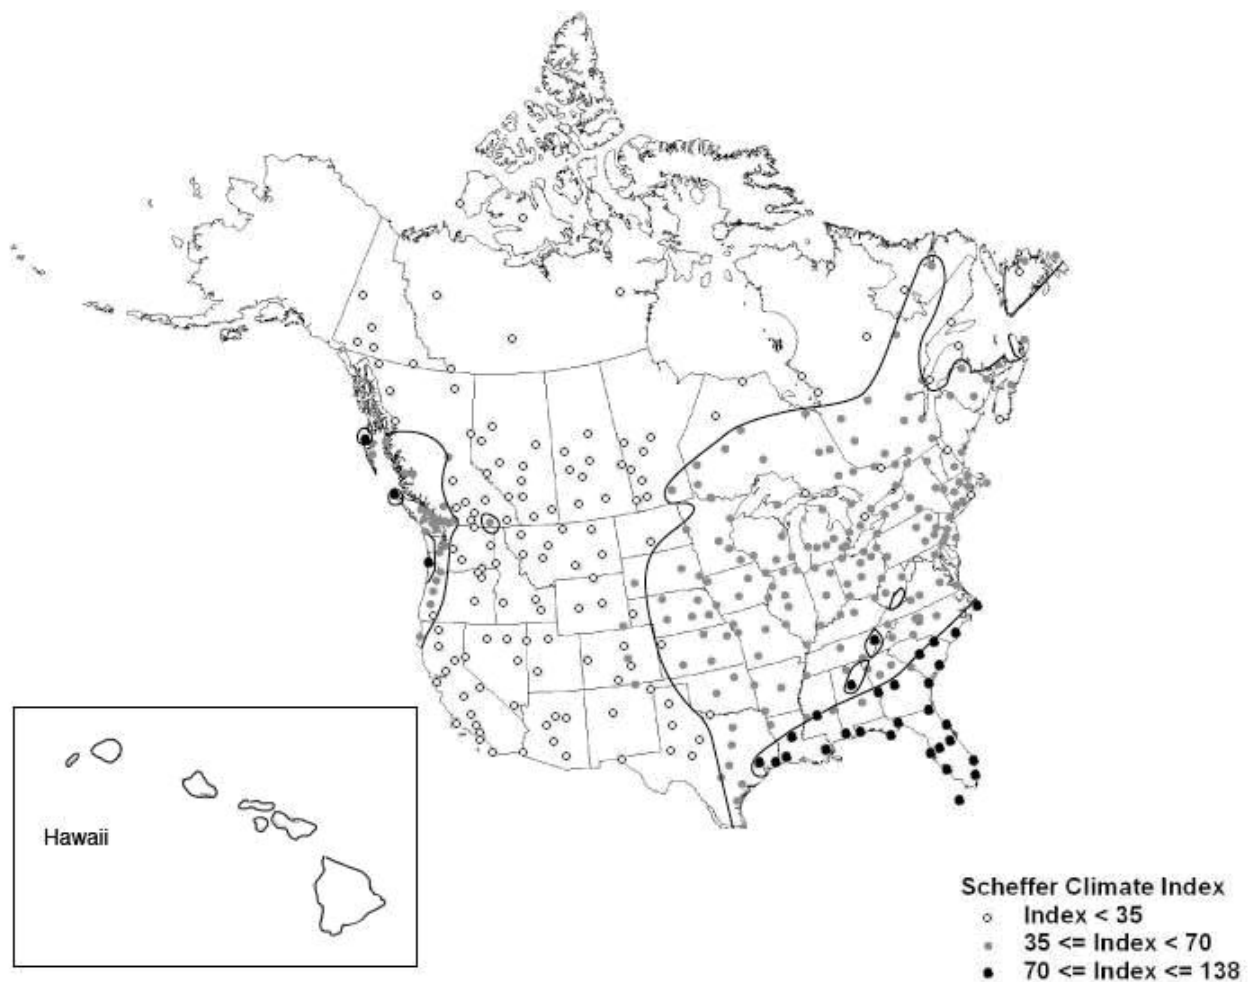 Hawaii
Scheffer Climate Index
Index < 35
35 <= Index < 70
70 <= Index <= 138